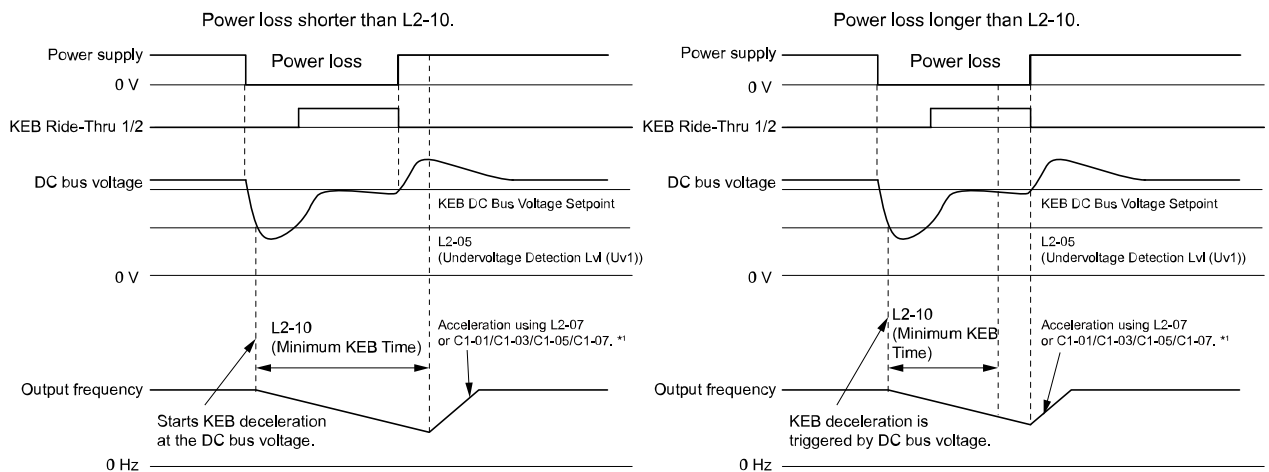 Power loss shorter than L2-10.
Power supply
Power loss
0 V
KEB Ride-Thru 1/2
DC bus voltage
KEB DC Bus Voltage Setpoint
L2-05
(Undervoltage Detection Lvl (Uv1))
0 V
L2-10
(Minimum KEB Time)
Acceleration using L2-07
or C1-01/C1-03/C1-05/C1-07. *1
Output frequency
Starts KEB deceleration
at the DC bus voltage.
0 Hz
Power loss longer than L2-10.
Power supply
Power loss
0 V
KEB Ride-Thru 1/2
DC bus voltage
KEB DC Bus Voltage Setpoint
L2-05
(Undervoltage Detection Lvl (Uv1))
0 V
L2-10
(Minimum KEB
Time)
Acceleration using L2-07
or C1-01/C1-03/C1-05/C1-07. *1
Output frequency
KEB deceleration is
triggered by DC bus voltage.
0 Hz